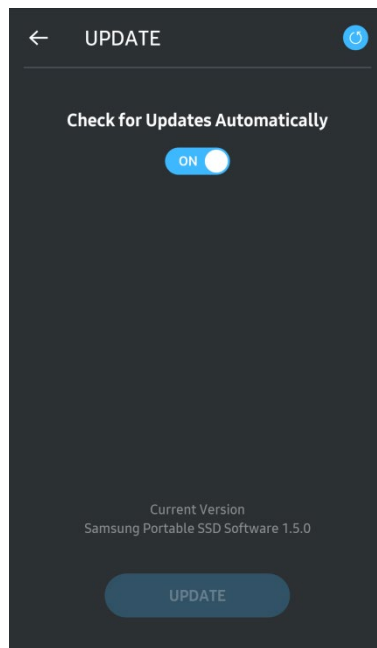 UPDATE
Check for Updates Automatically
ON
Current Version
Samsung Portable SSD Software 1.5.0
UPDATE